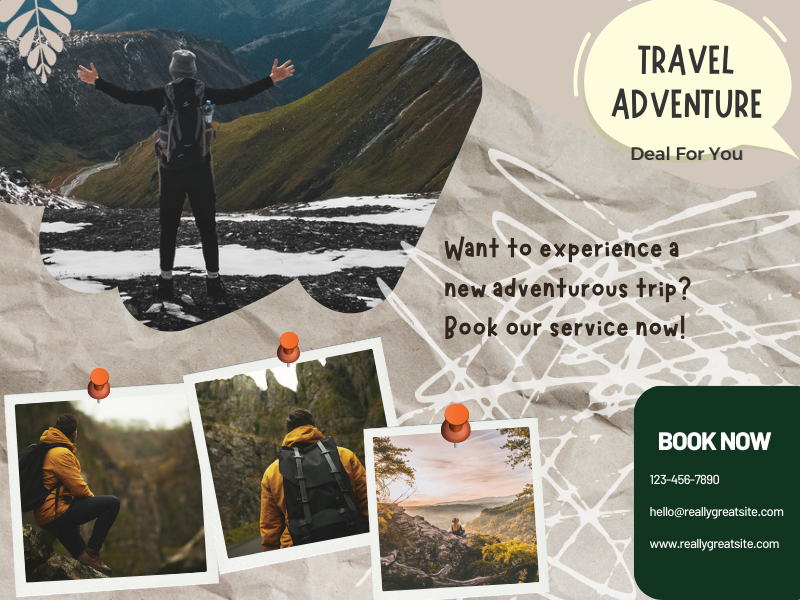 TRAVEL
ADVENTURE
Deal For You
Want to experience a
new adventurous trip?
Book our service now!
BOOK NOW
123-456-7890
hello@reallygreatsite.com
www.reallygreatsite.com